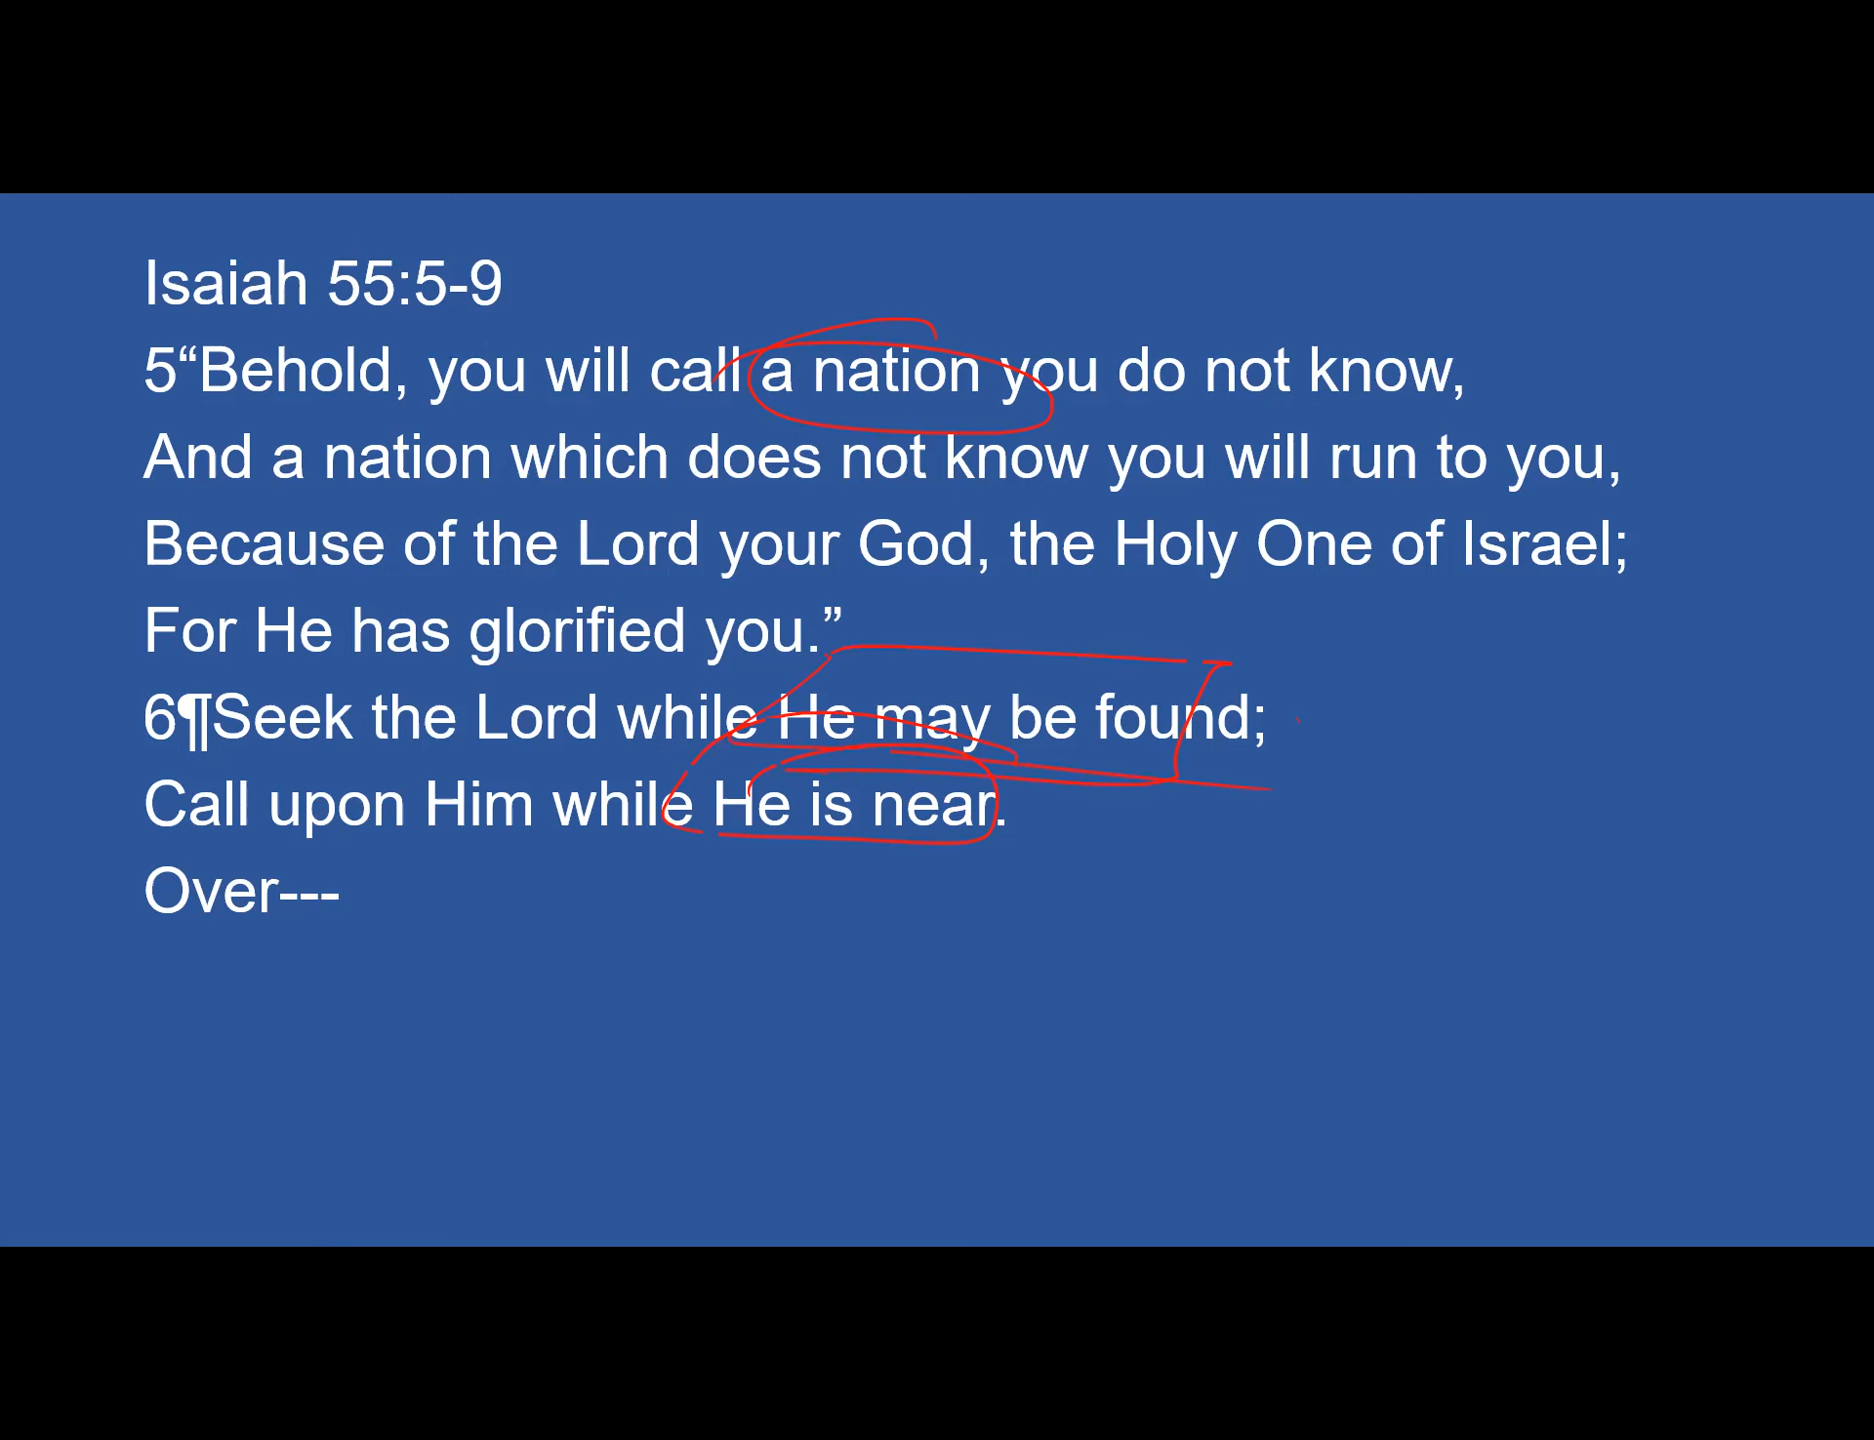 Isaiah 55:5-9
5“Behold, you will call a nation you do not know,
And a nation which does not know you will run to you,
Because of the Lord your God, the Holy One of Israel;
For He has glorified you.”
6¶Seek the Lord while He may be found;
Call upon Him while He is near.
Over---